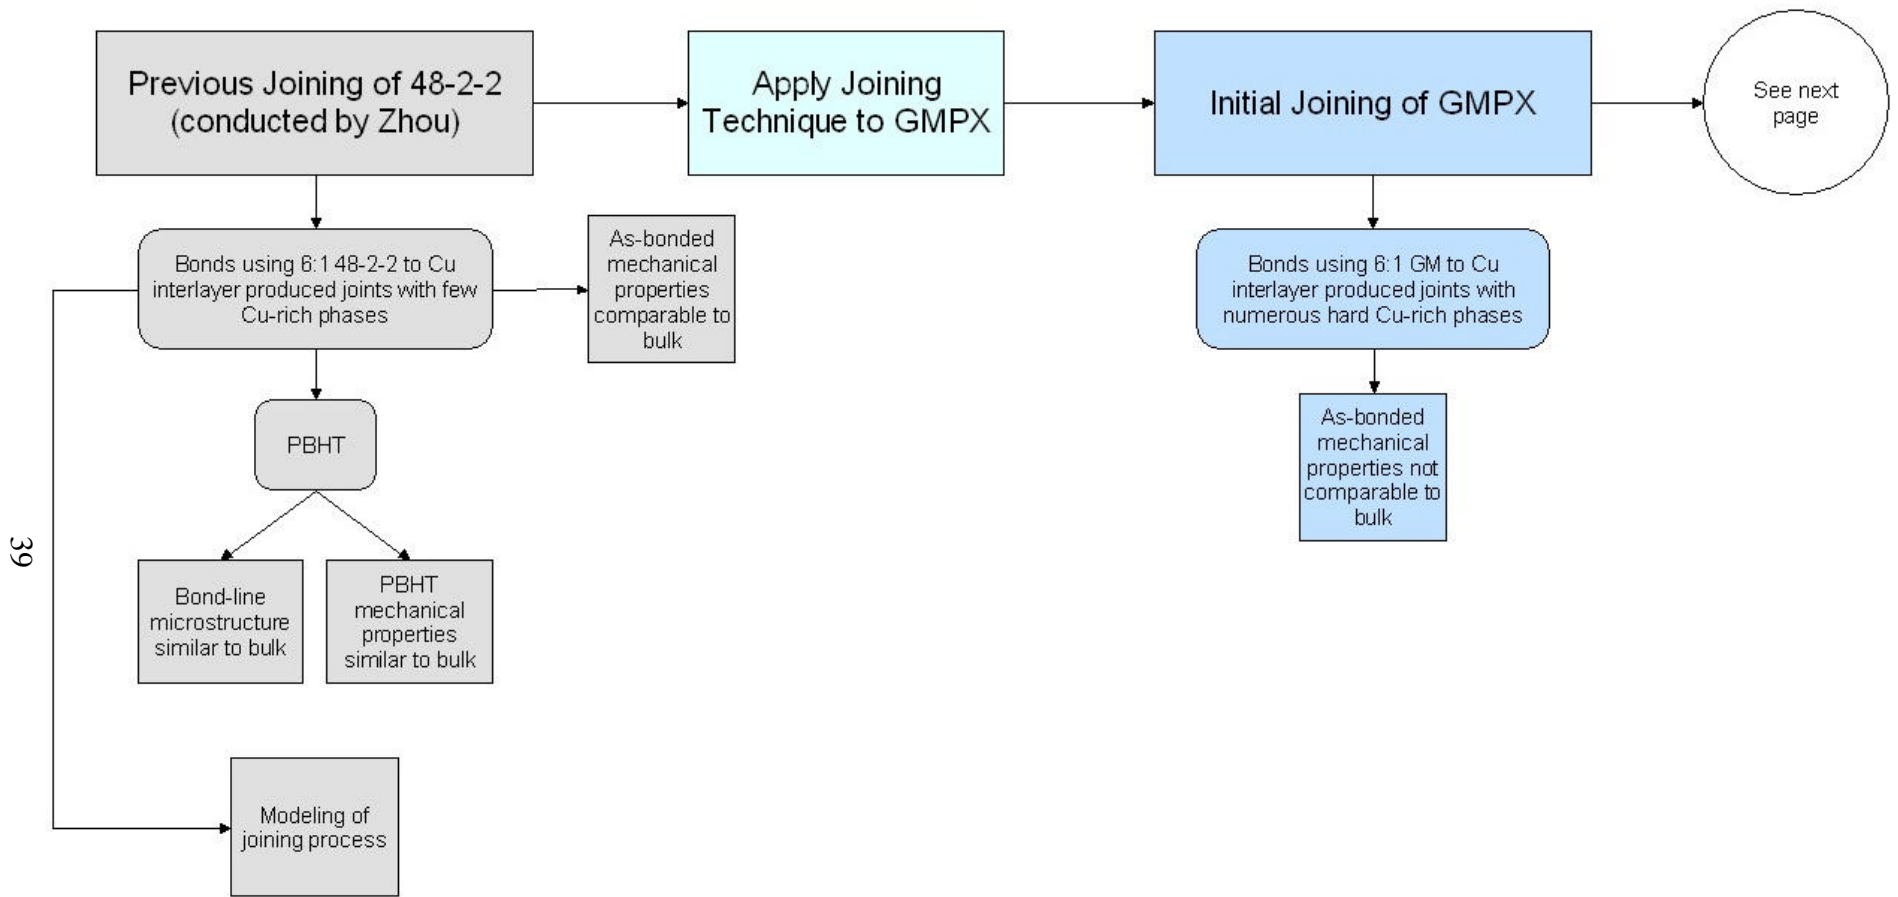 Previous Joining of 48-2-2
(conducted by Zhou)
Apply Joining
Technique to GMPX
Initial Joining of GMPX
See next
page
Bonds using 6:1 48-2-2 to Cu
interlayer produced joints with few
Cu-rich phases
As-bonded
mechanical
properties
comparable to
bulk
Bonds using 6:1 GM to Cu
interlayer produced joints with
numerous hard Cu-rich phases
PBHT
As-bonded
mechanical
properties not
comparable to
bulk
Bond-line
microstructure
similar to bulk
PBHT
mechanical
properties
similar to bulk
Modeling of
joining process
39